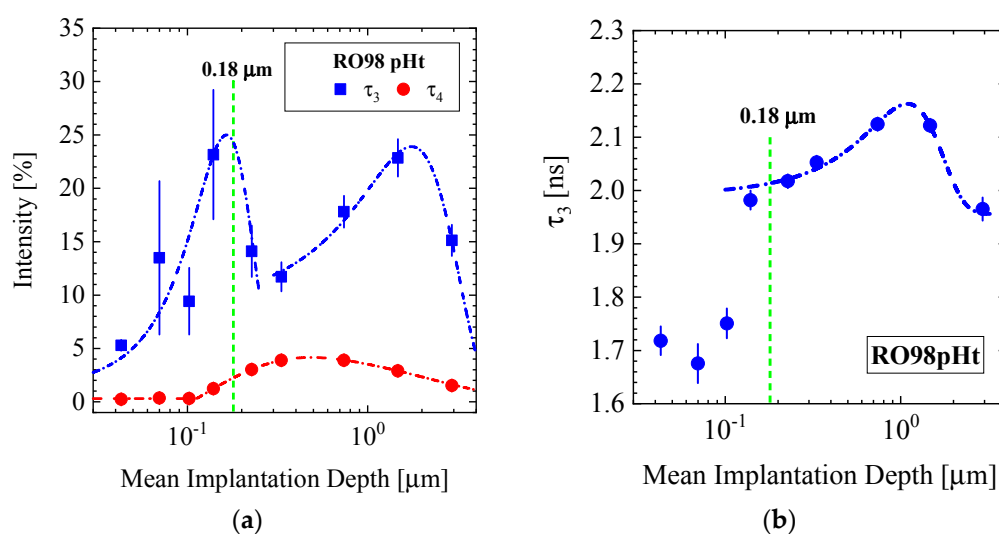 35
30
25
20
15
10
5
0
Intensity [%]
0.18 μm
RO98 pHt
τ3
τ4
10-1
100
Mean Implantation Depth [μm]
(a)
2.3
2.2
2.1
2.0
1.9
1.8
1.7
1.6
τ3 [ns]
0.18 μm
RO98pHt
10-1
100
Mean Implantation Depth [μm]
(b)